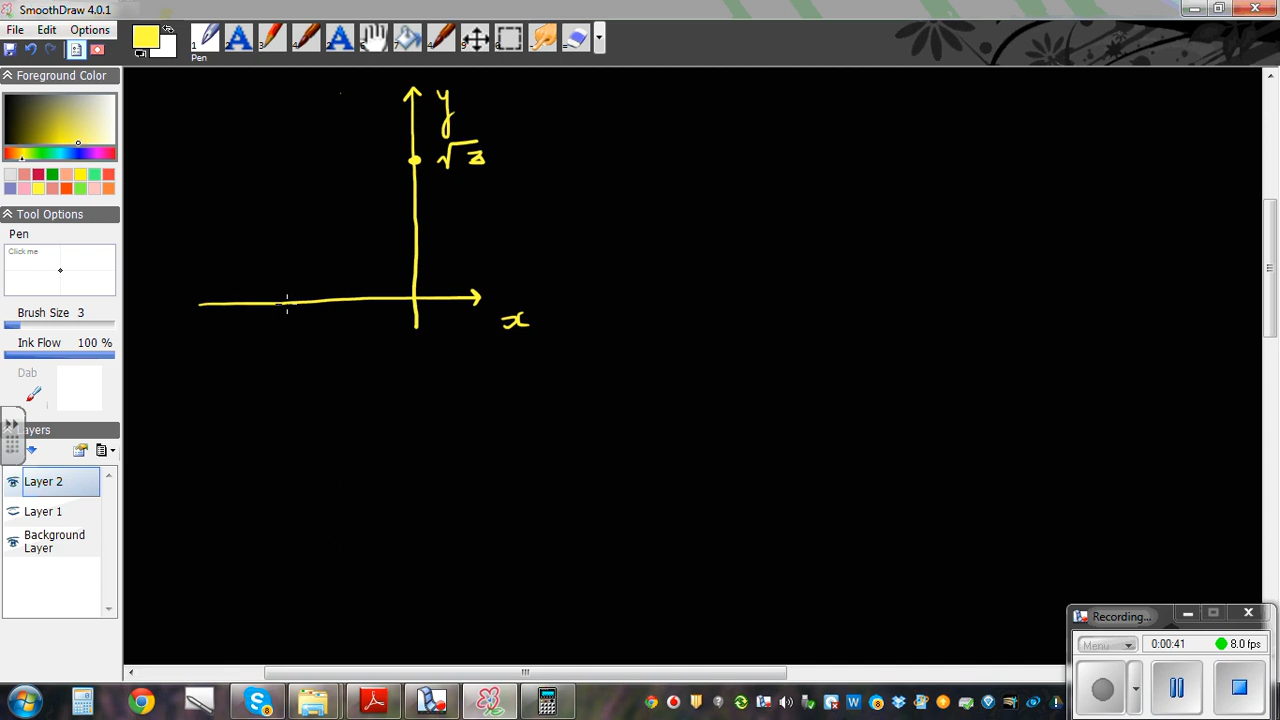 SmoothDraw 4.0.1
File Edit Options
Pen
Foreground Color
Tool Options
Pen
Click me
Brush Size 3
Ink Flow 100 %
Dab
Layers
Layer 2
Layer 1
Background
Layer
y
x
Recording...
Menu
0:00:41
8.0 fps